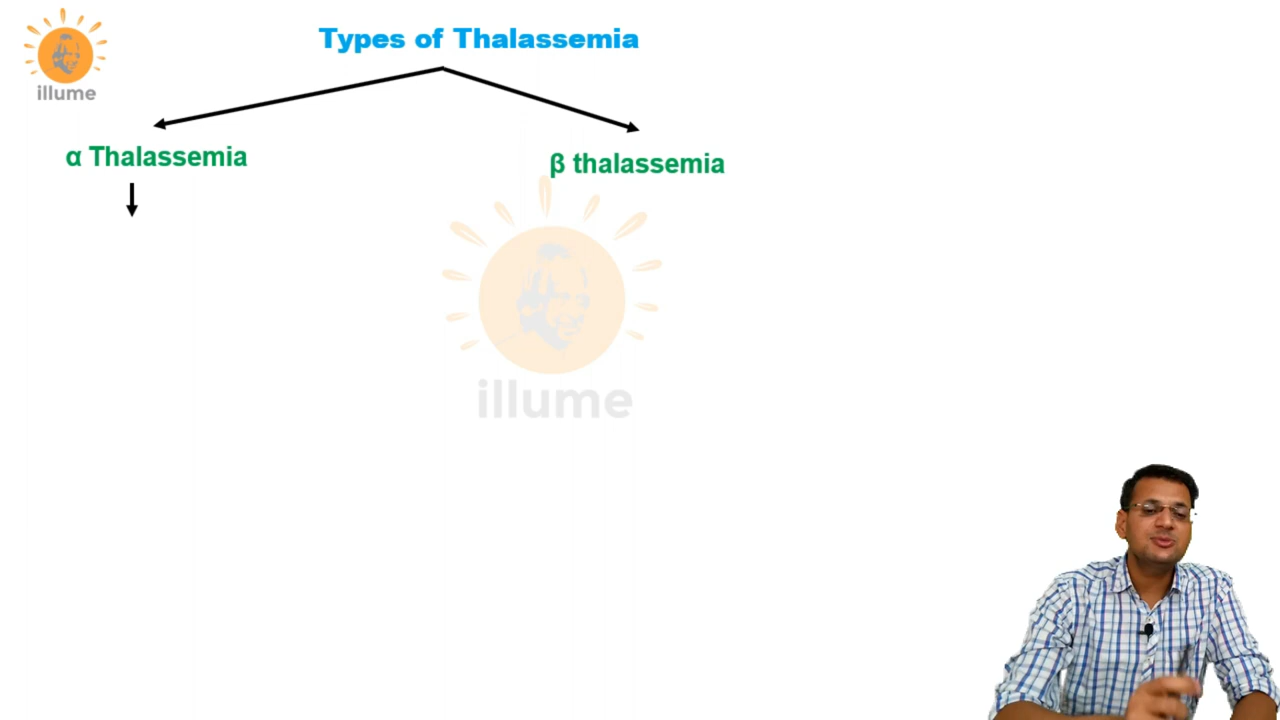 illume
Types of Thalassemia
α Thalassemia
β thalassemia
illume